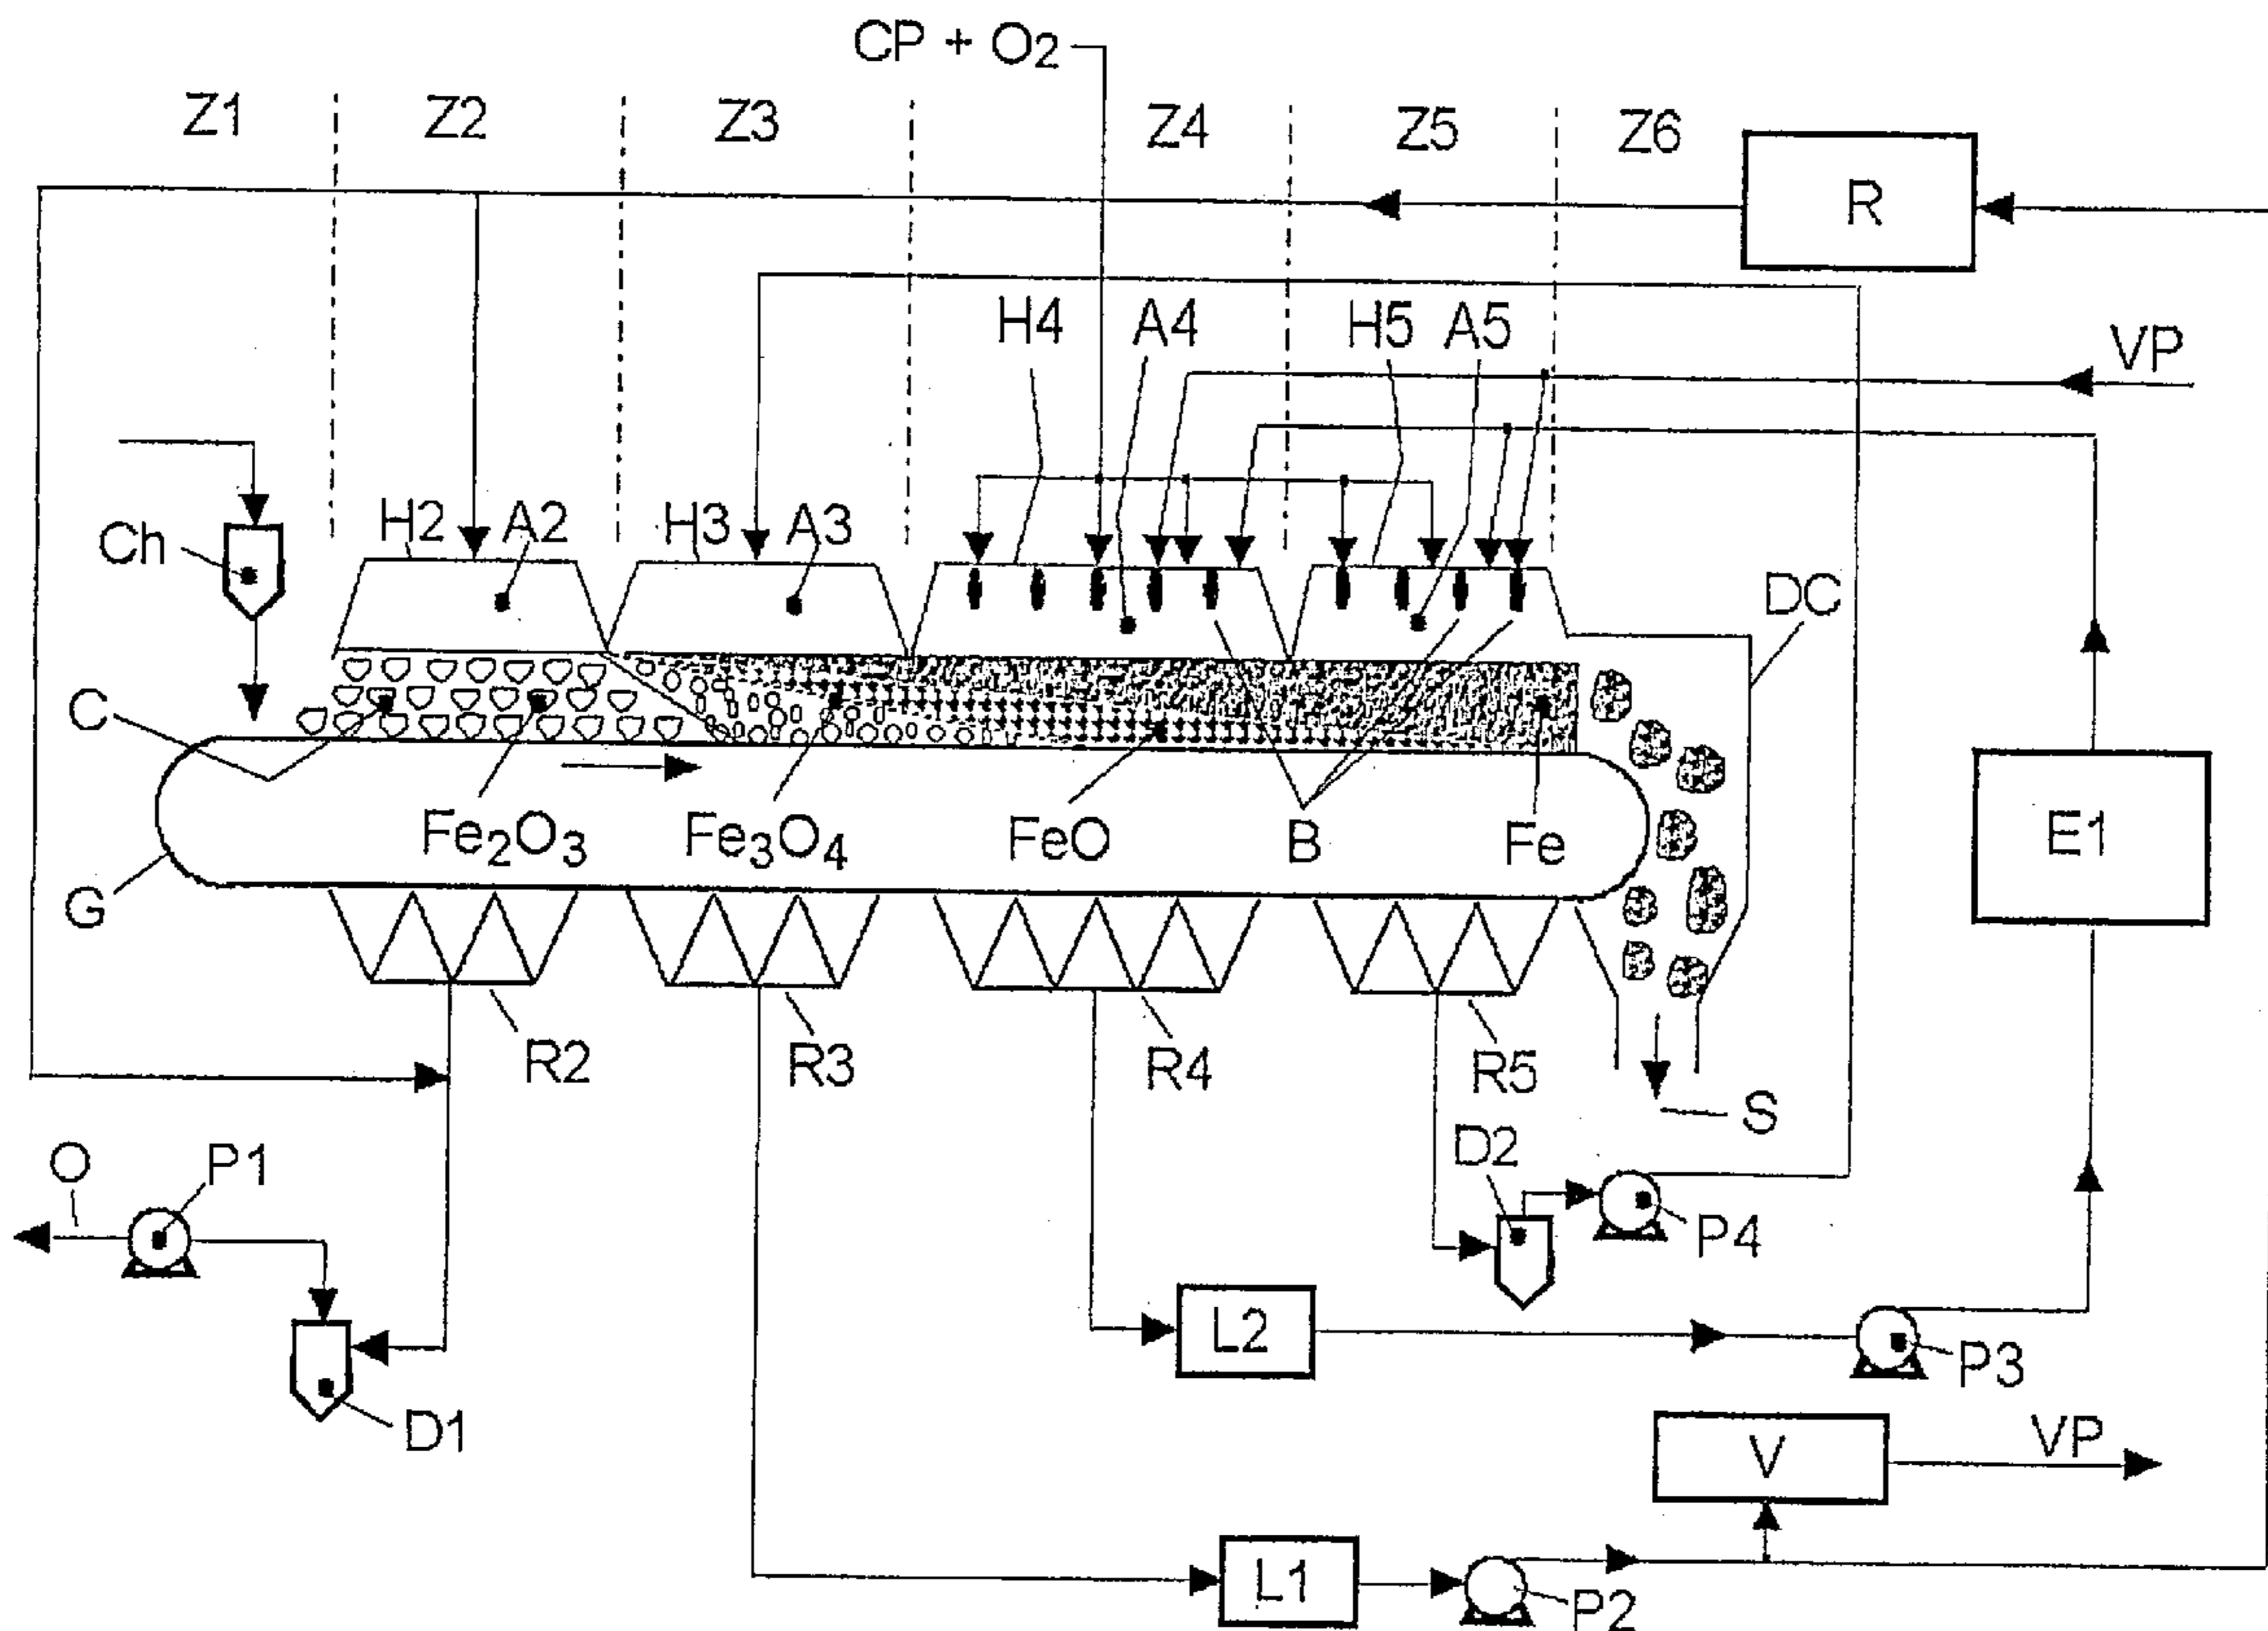 CP + O2
Z1 Z2 Z3 Z4 Z5 Z6
R
H4 A4 H5 A5
VP
Ch H2 A2 H3 A3
DC
C
Fe2O3 Fe3O4 FeO B Fe E1
G
R2 R3 R4 R5
S
O P1 D2
P4
L2
P3
D1
V VP
L1
P2